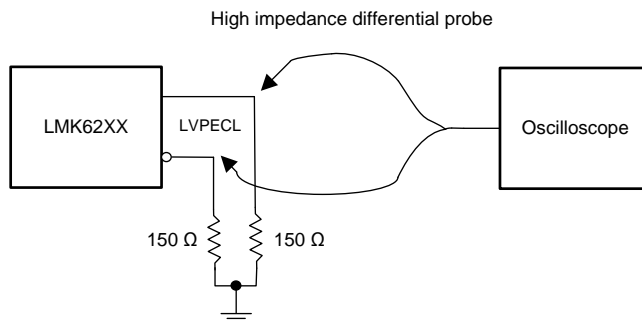 High impedance differential probe
LMK62XX
LVPECL
Oscilloscope
150 Ω
150 Ω